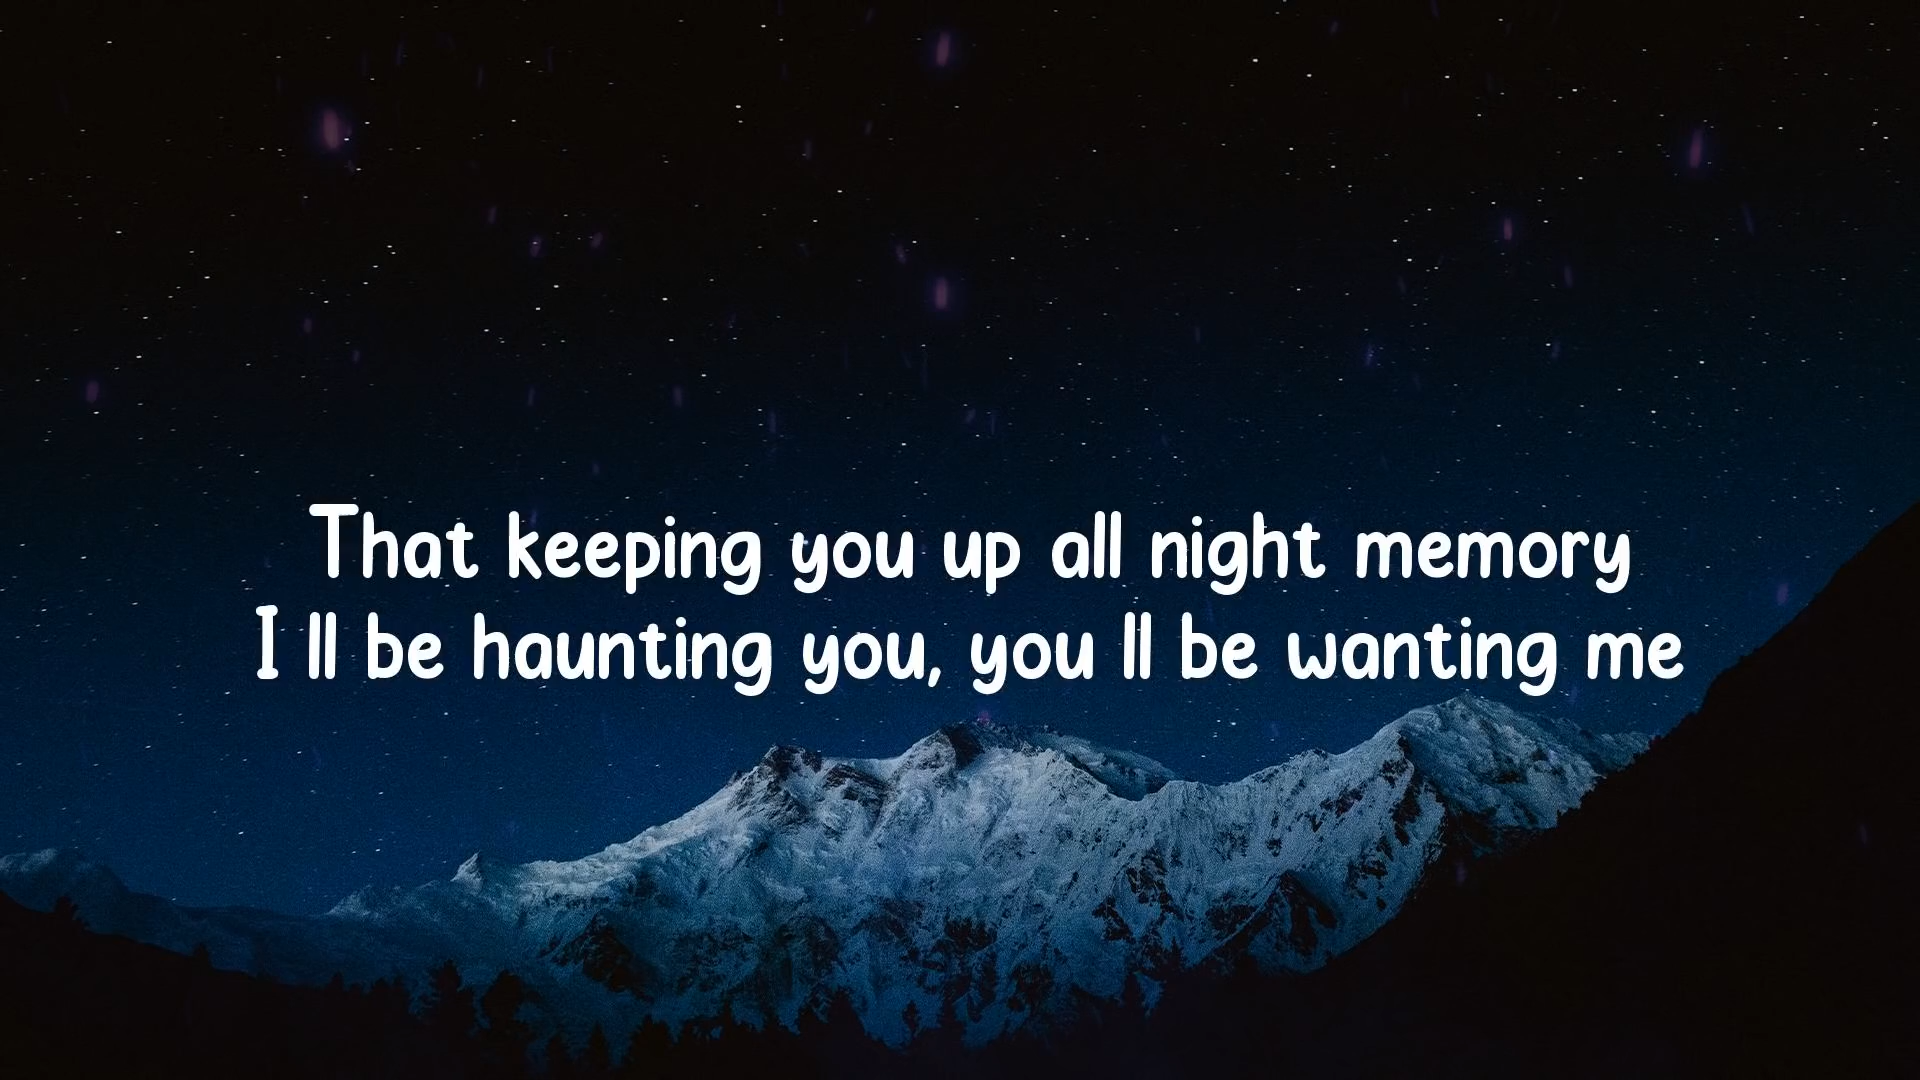 That keeping you up all night memory
I ll be haunting you, you ll be wanting me